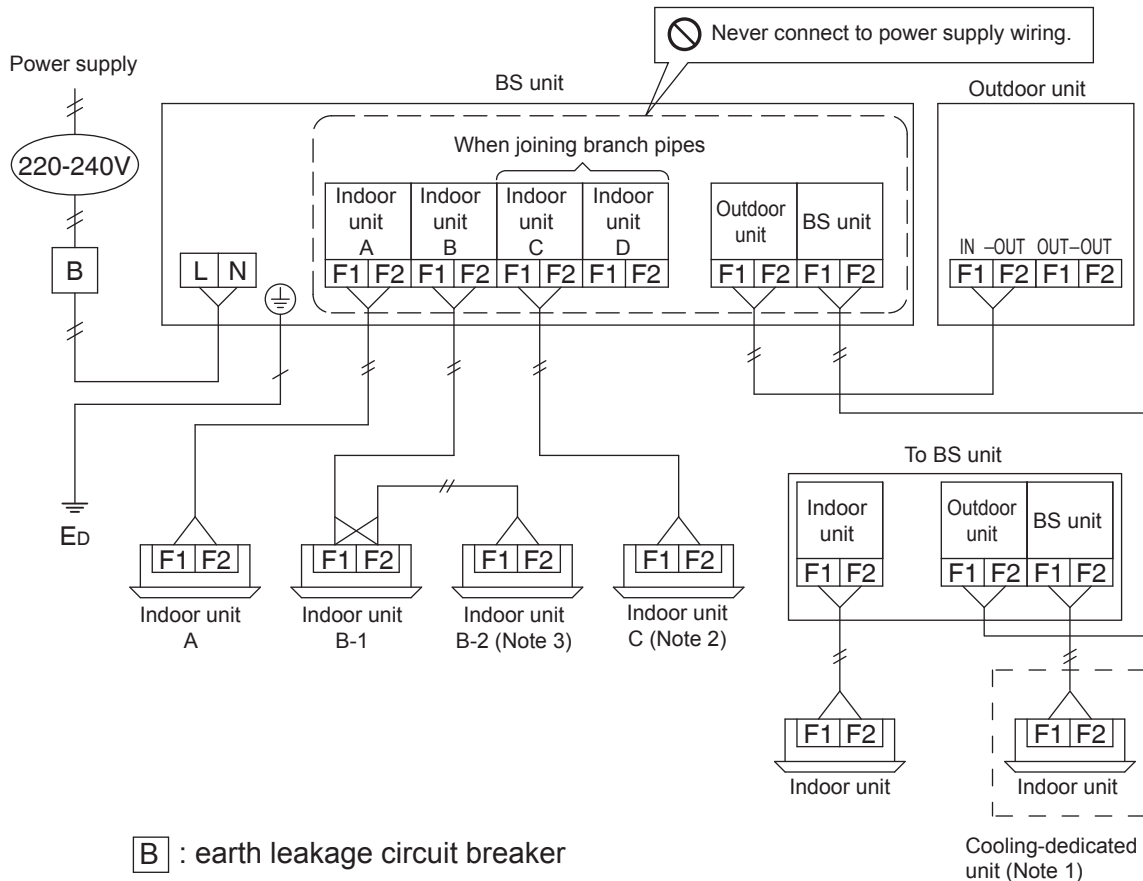 Never connect to power supply wiring.
Power supply
BS unit
Outdoor unit
When joining branch pipes
220-240V
Indoor unit A
Indoor unit B
Indoor unit C
Indoor unit D
Outdoor unit
BS unit
IN –OUT OUT–OUT
B
L N
F1 F2 F1 F2 F1 F2 F1 F2
F1 F2 F1 F2
F1 F2 F1 F2
To BS unit
Indoor unit
Outdoor unit
BS unit
F1 F2
F1 F2 F1 F2
ED
F1 F2
Indoor unit
A
F1 F2
Indoor unit
B-1
F1 F2
Indoor unit
B-2 (Note 3)
F1 F2
Indoor unit
C (Note 2)
F1 F2
Indoor unit
F1 F2
Indoor unit
B : earth leakage circuit breaker
Cooling-dedicated
unit (Note 1)